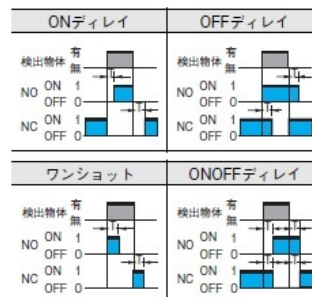 ONディレイ
検出物体 有
無
T
NO ON 1
OFF 0
T
NC ON 1
OFF 0
OFFディレイ
検出物体 有
無
T
NO ON 1
OFF 0
T
NC ON 1
OFF 0
ワンショット
検出物体 有
無
T
NO ON 1
OFF 0
T
NC ON 1
OFF 0
ONOFFディレイ
検出物体 有
無
T T
NO ON 1
OFF 0
T T
NC ON 1
OFF 0